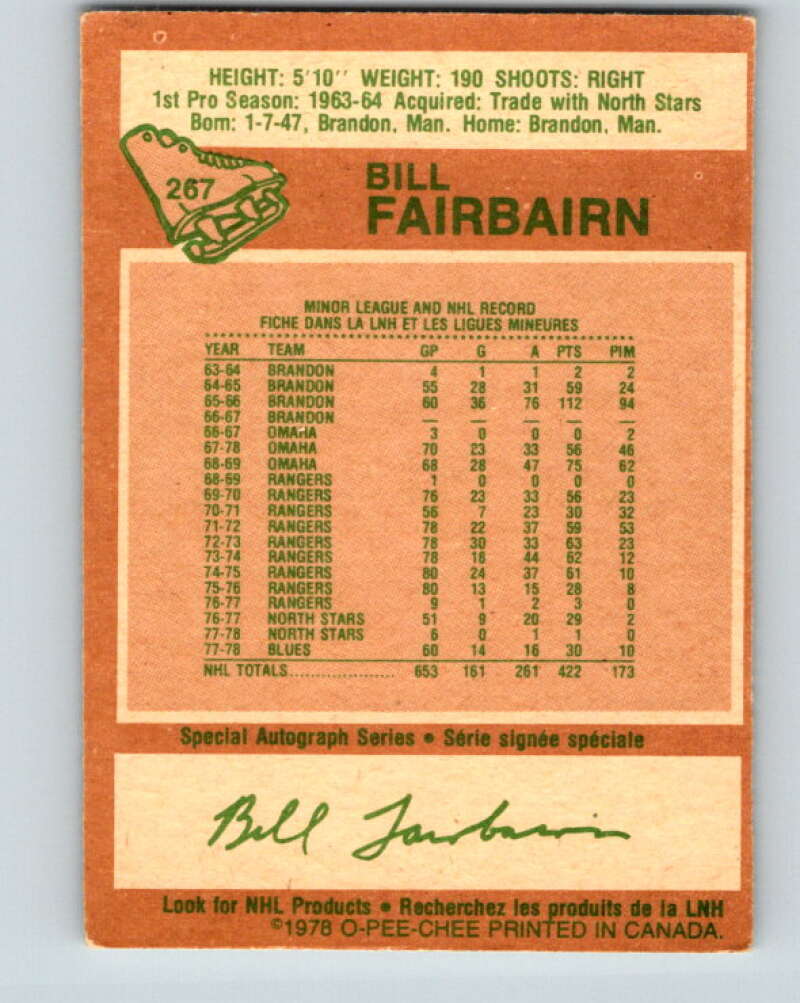 HEIGHT: 5'10'' WEIGHT: 190 SHOOTS: RIGHT
1st Pro Season: 1963-64 Acquired: Trade with North Stars
Born: 1-7-47, Brandon, Man. Home: Brandon, Man.
267
BILL
FAIRBAIRN
MINOR LEAGUE AND NHL RECORD
FICHE DANS LA LNH ET LES LIGUES MINEURES
YEAR TEAM GP G A PTS PIM
63-64 BRANDON 4 1 1 2 2
64-65 BRANDON 55 28 31 59 24
65-66 BRANDON 60 36 76 112 94
66-67 BRANDON — — — — —
66-67 OMAHA 3 0 0 0 2
67-78 OMAHA 70 23 33 56 46
68-69 OMAHA 68 28 47 75 62
68-69 RANGERS 1 0 0 0 0
69-70 RANGERS 76 23 33 56 23
70-71 RANGERS 56 7 23 30 32
71-72 RANGERS 78 22 37 59 53
72-73 RANGERS 78 30 33 63 23
73-74 RANGERS 78 18 44 62 12
74-75 RANGERS 80 24 37 61 10
75-76 RANGERS 80 13 15 28 8
76-77 RANGERS 9 1 2 3 0
76-77 NORTH STARS 51 9 20 29 2
77-78 NORTH STARS 6 0 1 1 0
77-78 BLUES 60 14 16 30 10
NHL TOTALS.................... 653 161 261 422 173
Special Autograph Series • Série signée spéciale
Bill Fairbairn
Look for NHL Products • Recherchez les produits de la LNH
©1978 O-PEE-CHEE PRINTED IN CANADA.